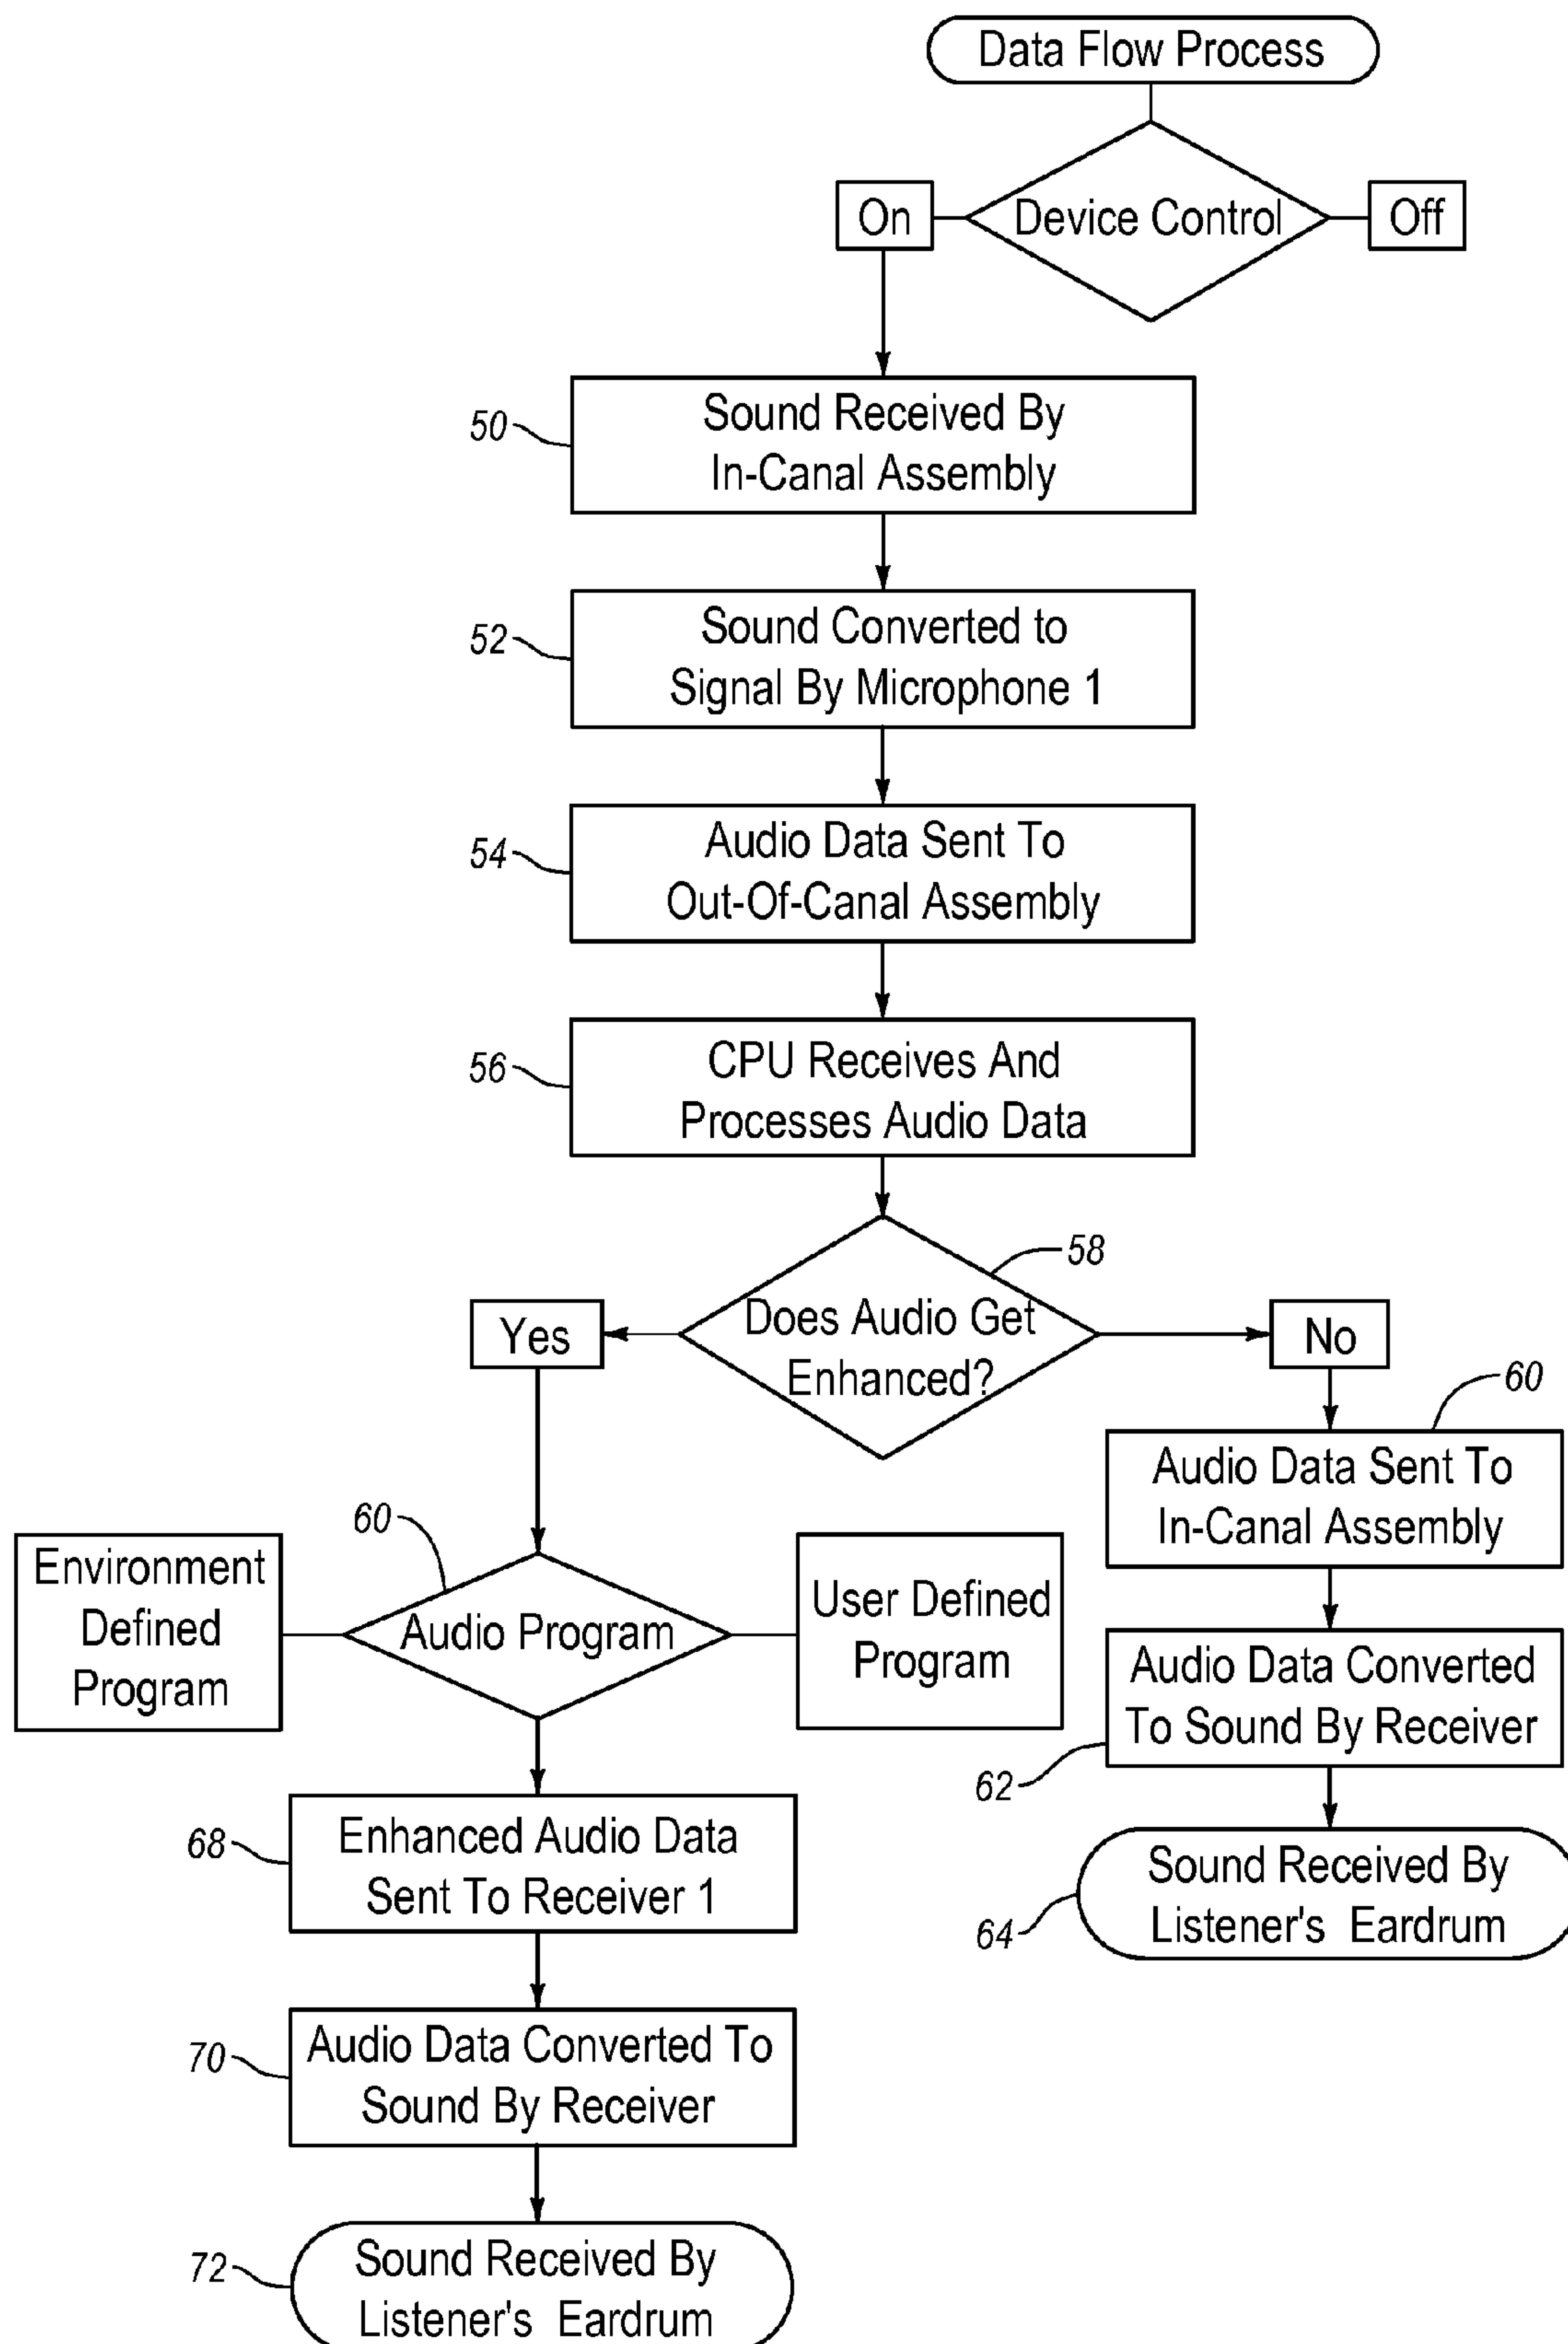 Data Flow Process
On
Device Control
Off
50
Sound Received By
In-Canal Assembly
52
Sound Converted to
Signal By Microphone 1
54
Audio Data Sent To
Out-Of-Canal Assembly
56
CPU Receives And
Processes Audio Data
58
Yes
Does Audio Get
Enhanced?
No
60
Audio Data Sent To
In-Canal Assembly
60
Environment
Defined
Program
Audio Program
User Defined
Program
Audio Data Converted
To Sound By Receiver
62
68
Enhanced Audio Data
Sent To Receiver 1
Sound Received By
Listener's Eardrum
64
70
Audio Data Converted To
Sound By Receiver
72
Sound Received By
Listener's Eardrum